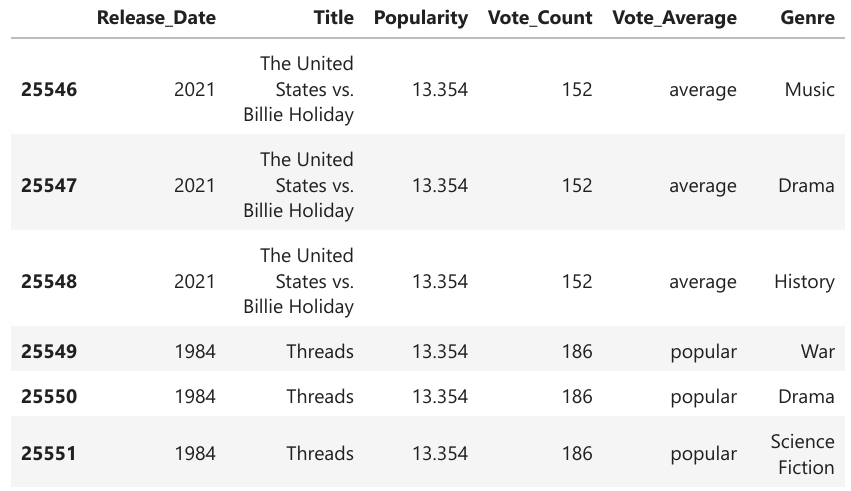 Release_Date Title Popularity Vote_Count Vote_Average Genre
The United
25546 2021 States vs. 13.354 152 average Music
Billie Holiday
The United
25547 2021 States vs. 13.354 152 average Drama
Billie Holiday
The United
25548 2021 States vs. 13.354 152 average History
Billie Holiday
25549 1984 Threads 13.354 186 popular War
25550 1984 Threads 13.354 186 popular Drama
25551 1984 Threads 13.354 186 popular Science
Fiction